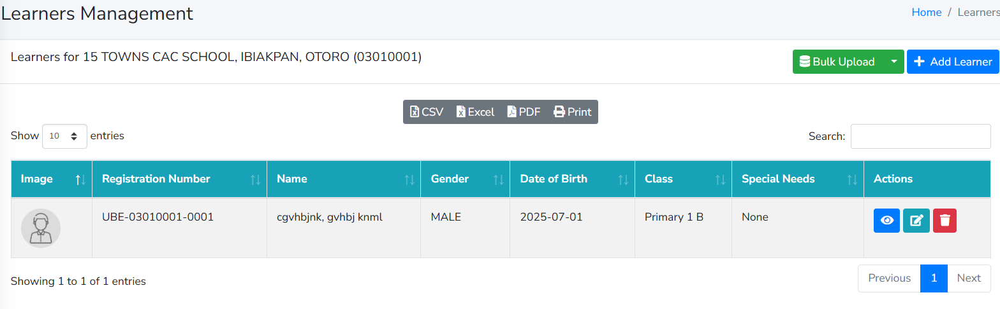 Learners Management
Home / Learners
Learners for 15 TOWNS CAC SCHOOL, IBIAKPAN, OTORO (03010001)
Bulk Upload
Add Learner
CSV Excel PDF Print
Show 10 entries
Search:
Image Registration Number Name Gender Date of Birth Class Special Needs Actions
UBE-03010001-0001 cgvhbjnk, gvhbj knml MALE 2025-07-01 Primary 1 B None
Showing 1 to 1 of 1 entries
Previous 1 Next